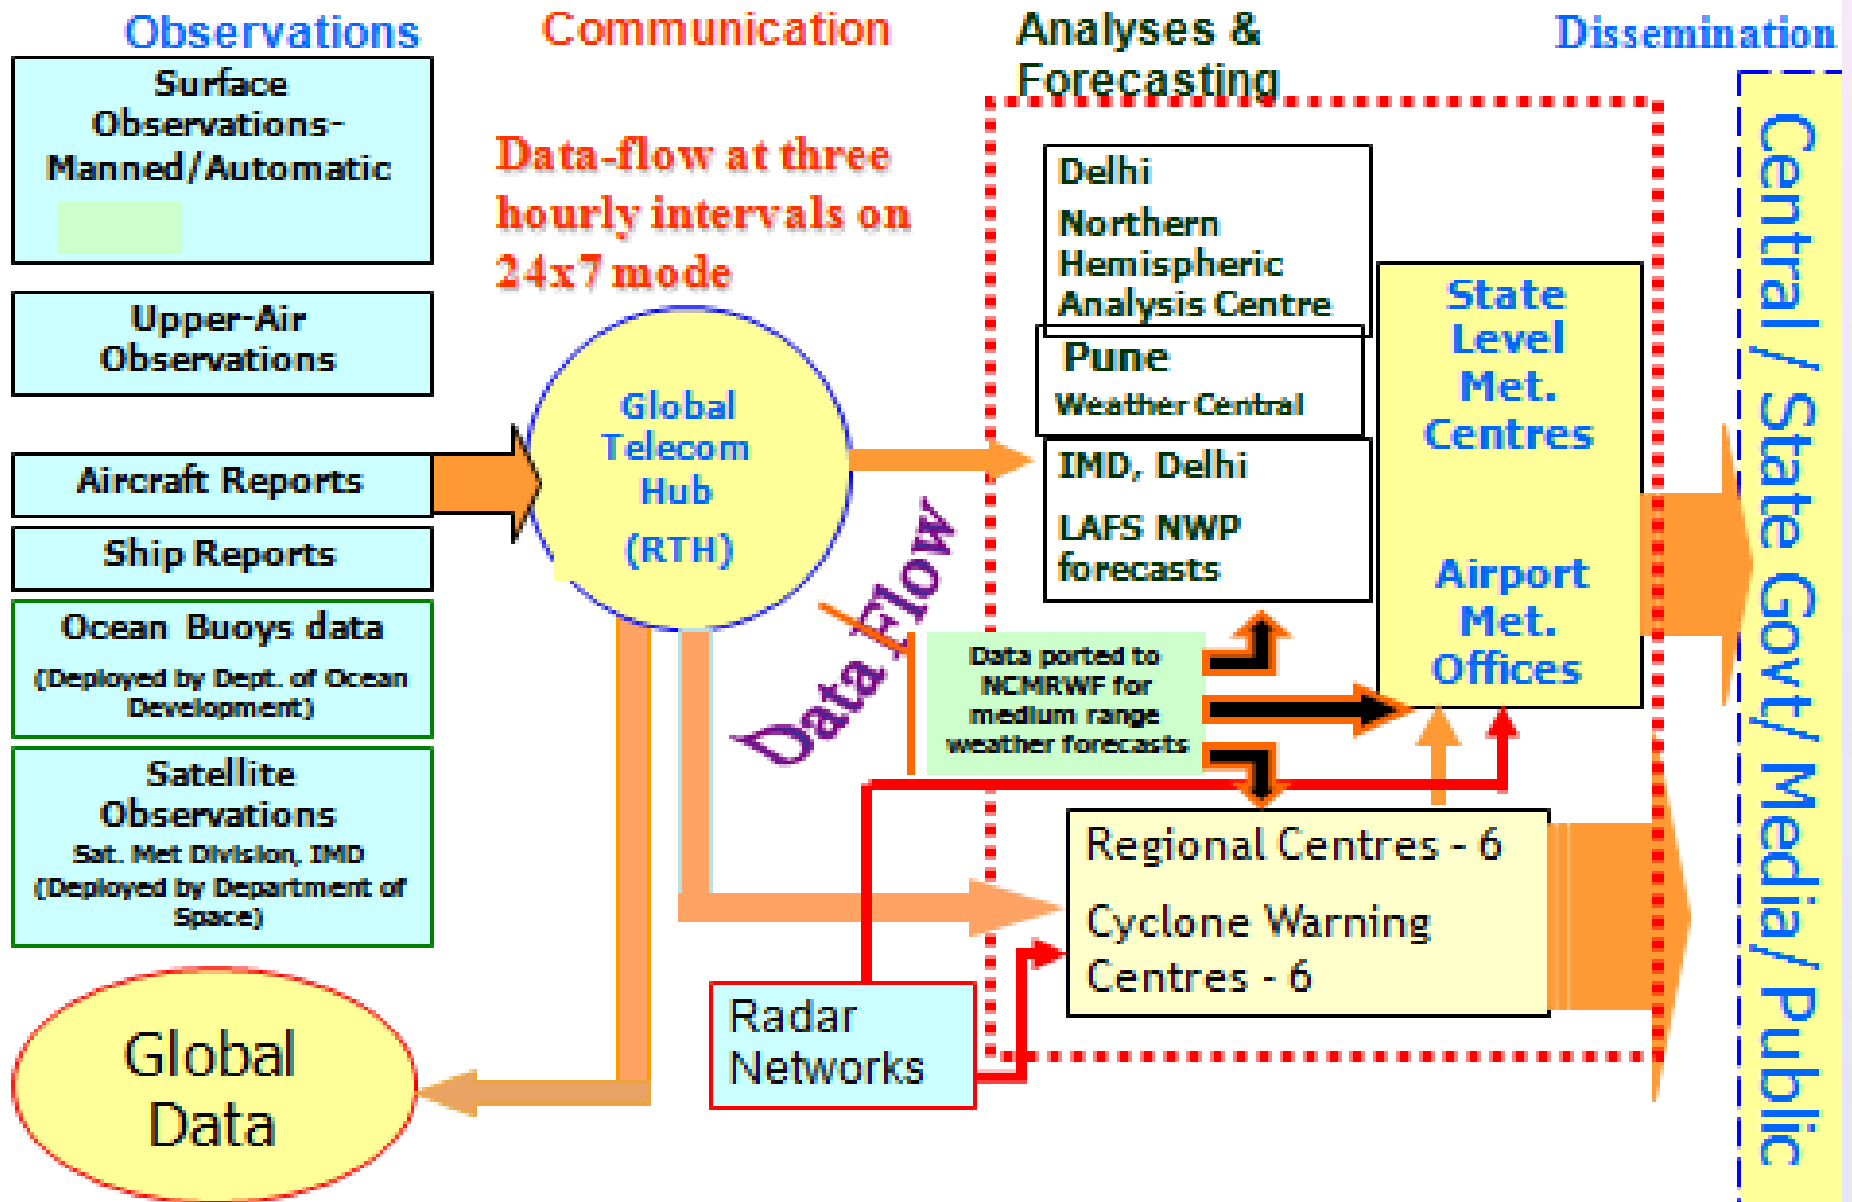 Observations
Communication
Analyses &
Forecasting
Dissemination
Surface
Observations-
Manned/Automatic
Upper-Air
Observations
Aircraft Reports
Ship Reports
Ocean Buoys data
(Deployed by Dept. of Ocean
Development)
Satellite
Observations
Sat. Met Division, IMD
(Deployed by Department of
Space)
Global
Data
Data-flow at three
hourly intervals on
24x7 mode
Global
Telecom
Hub
(RTH)
Data Flow
Delhi
Northern
Hemispheric
Analysis Centre
Pune
Weather Central
IMD, Delhi
LAFS NWP
forecasts
Data ported to
NCMRWF for
medium range
weather forecasts
State
Level
Met.
Centres
Airport
Met.
Offices
Regional Centres - 6
Cyclone Warning
Centres - 6
Radar
Networks
Central / State Govt/ Media/ Public